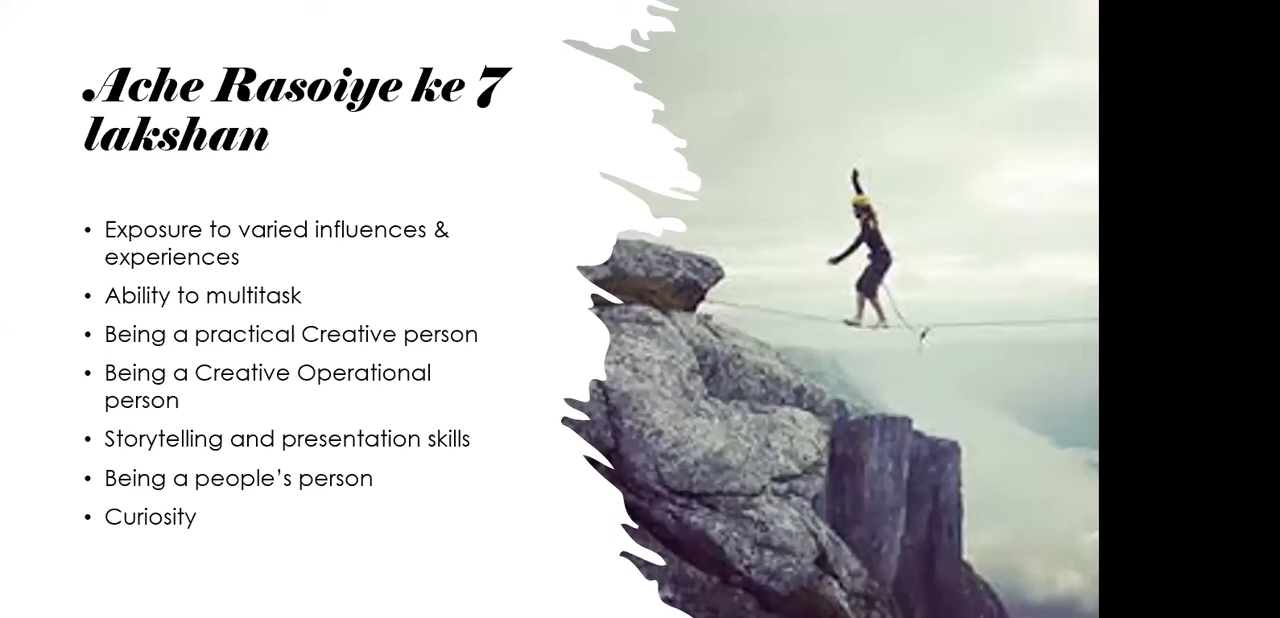 Ache Rasoiye ke 7
lakshan
• Exposure to varied influences &
experiences
• Ability to multitask
• Being a practical Creative person
• Being a Creative Operational
person
• Storytelling and presentation skills
• Being a people’s person
• Curiosity